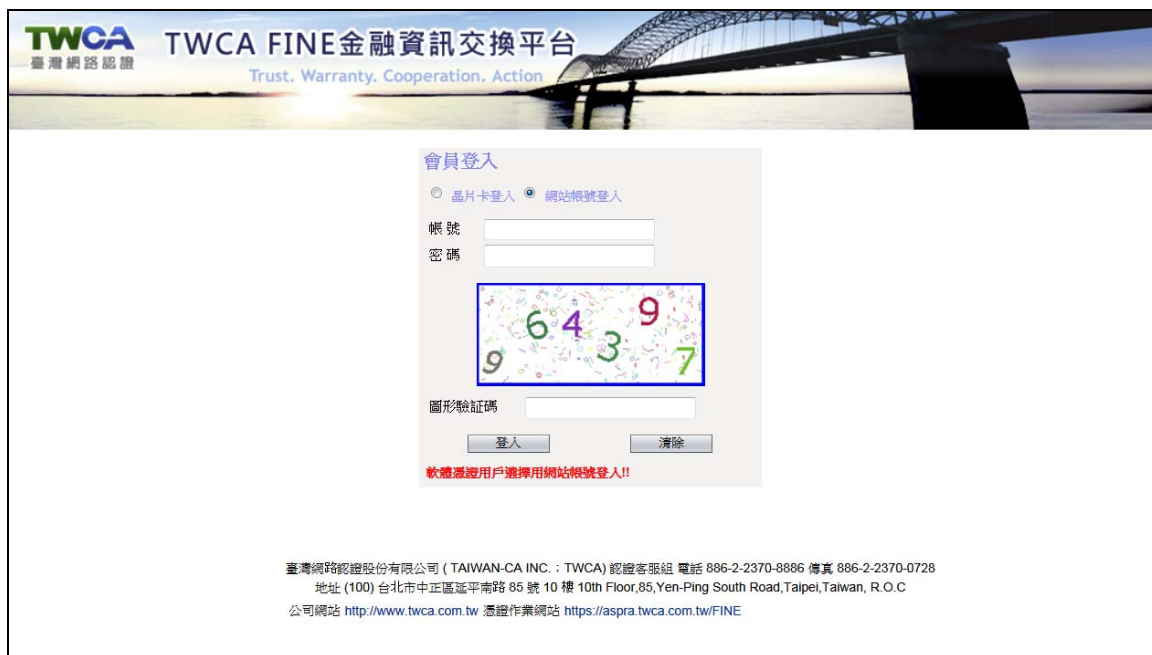 TWCA
臺灣網路認證
TWCA FINE金融資訊交換平台
Trust. Warranty. Cooperation. Action
會員登入
晶片卡登入 網站帳號登入
帳號
密碼
9 6 4 3 9 7
圖形驗証碼
登入 清除
軟體憑證用戶選擇用網站帳號登入!!
臺灣網路認證股份有限公司 ( TAIWAN-CA INC.；TWCA) 認證客服組 電話 886-2-2370-8886 傳真 886-2-2370-0728
地址 (100) 台北市中正區延平南路 85 號 10 樓 10th Floor,85,Yen-Ping South Road,Taipei,Taiwan, R.O.C
公司網站 http://www.twca.com.tw 憑證作業網站 https://aspra.twca.com.tw/FINE